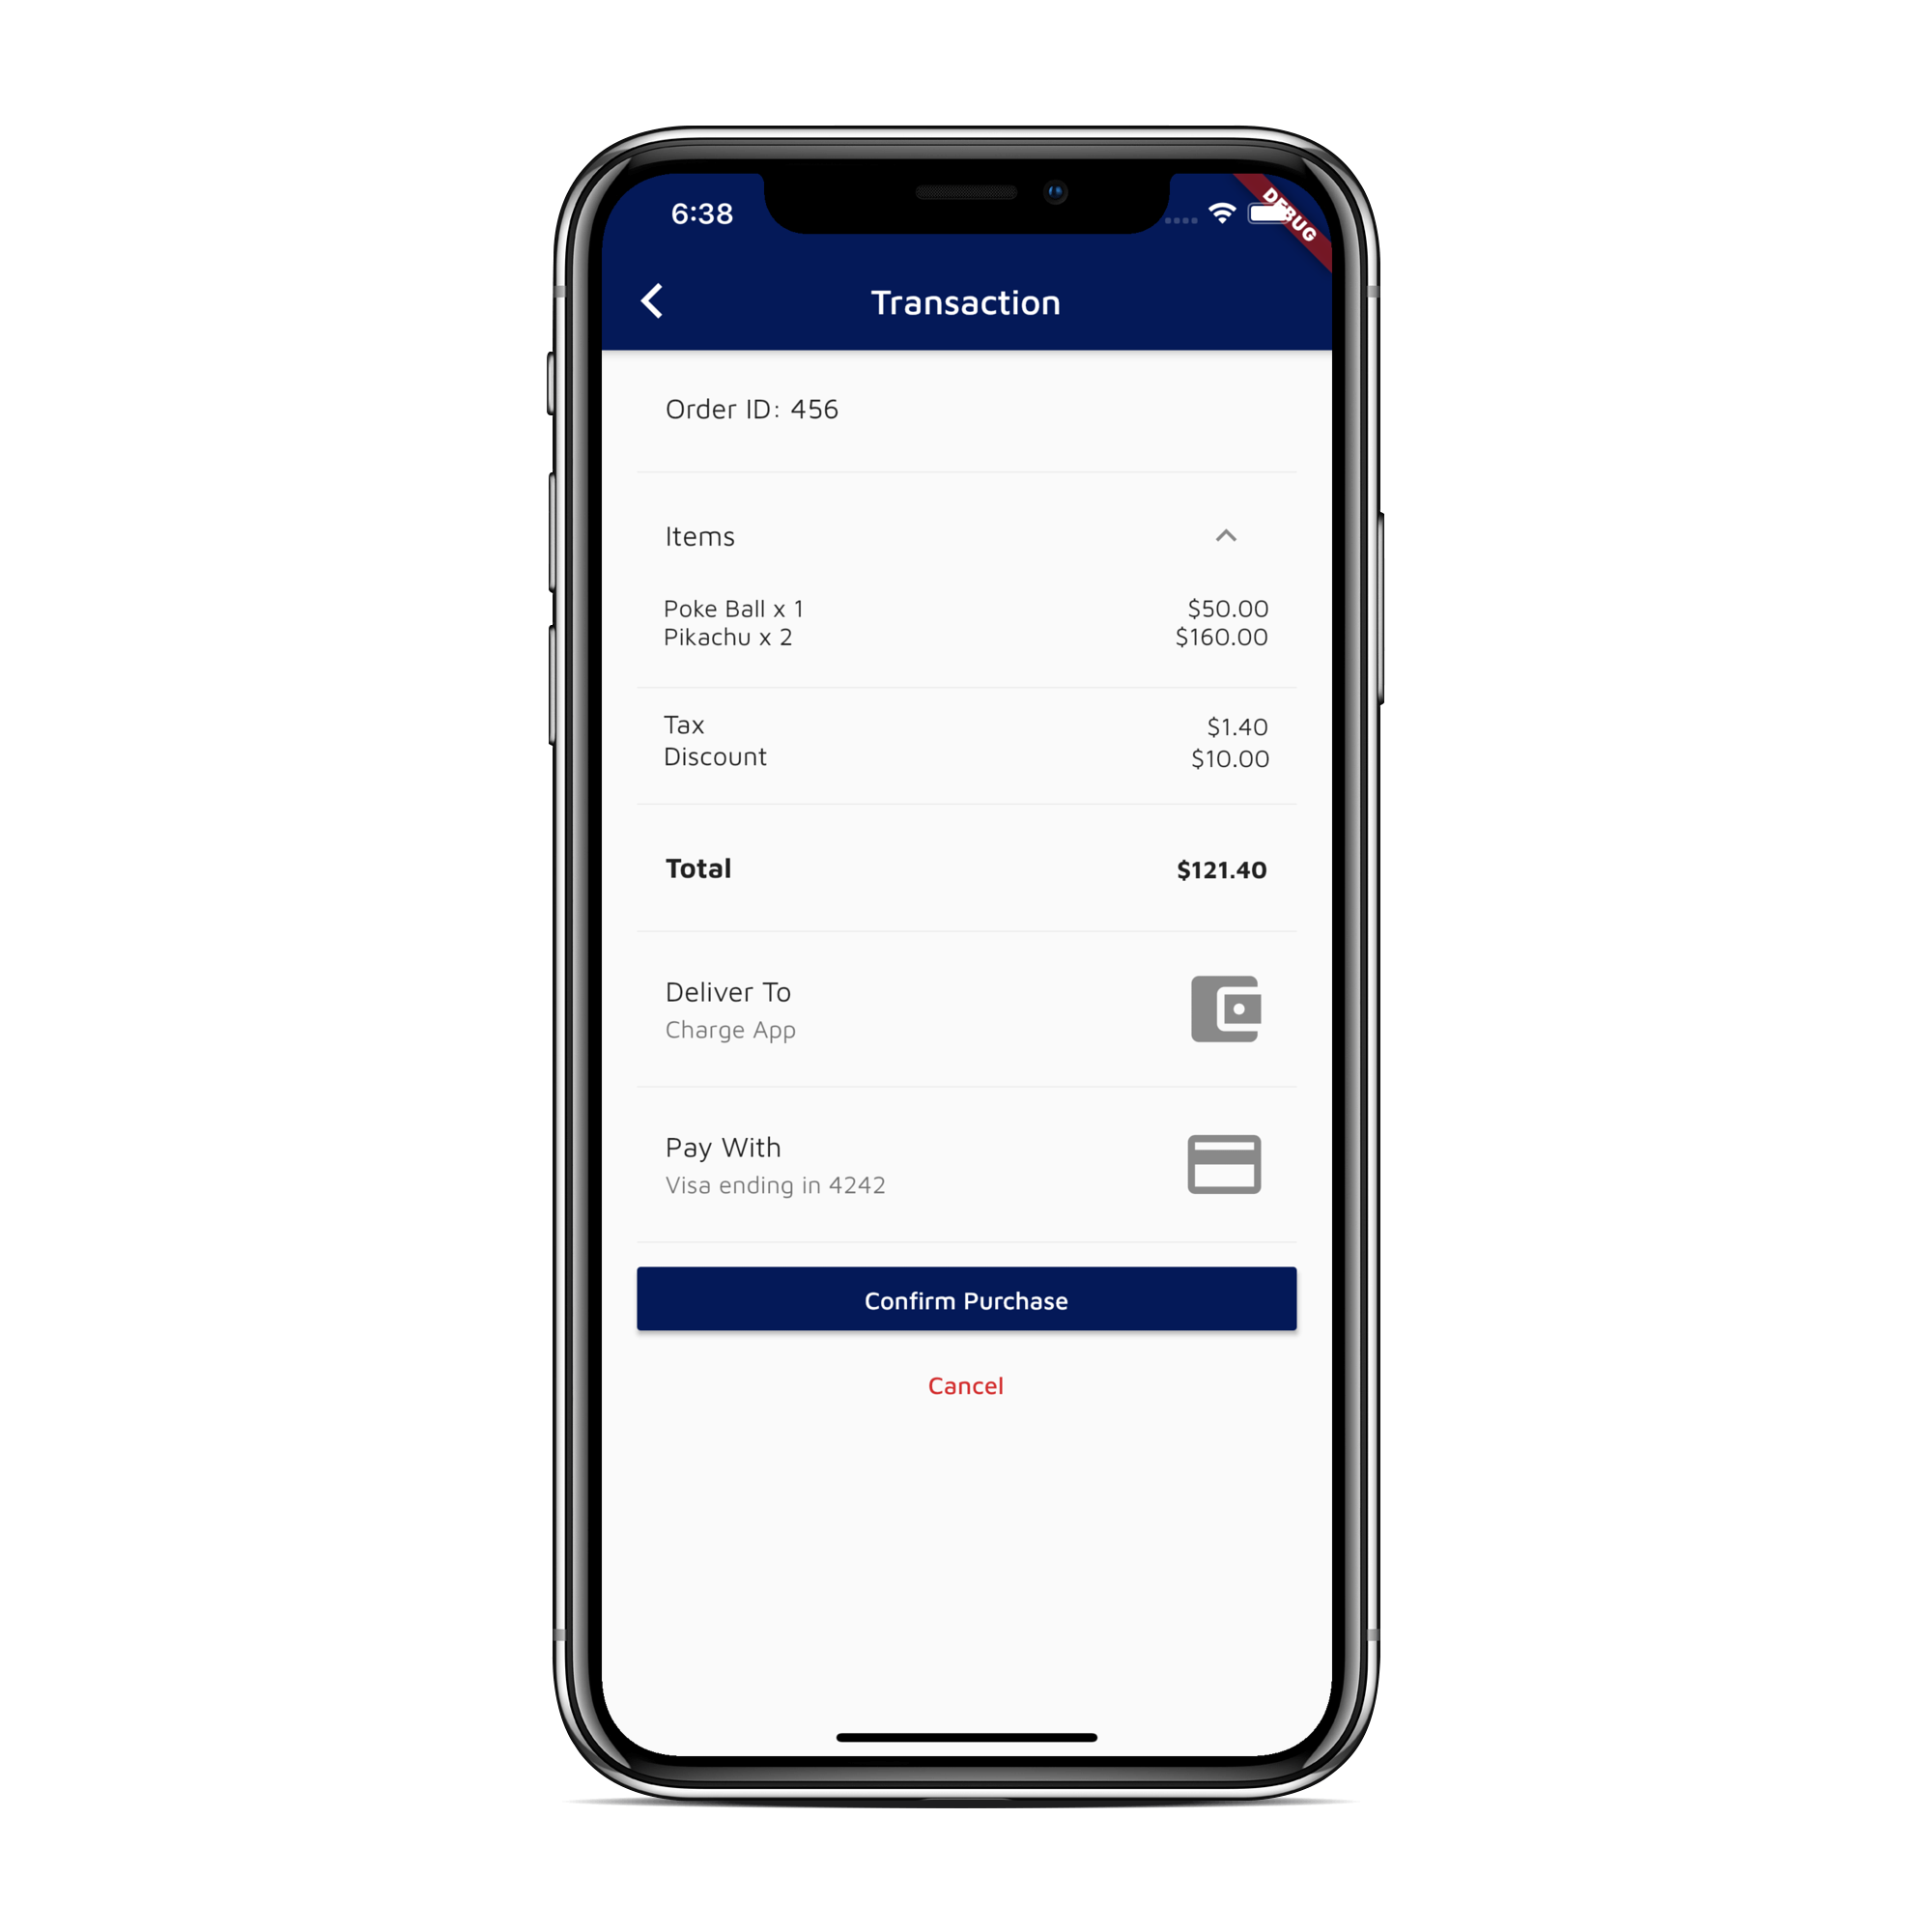 6:38
DEBUG
Transaction
Order ID: 456
Items
Poke Ball x 1 $50.00
Pikachu x 2 $160.00
Tax $1.40
Discount $10.00
Total $121.40
Deliver To
Charge App
Pay With
Visa ending in 4242
Confirm Purchase
Cancel